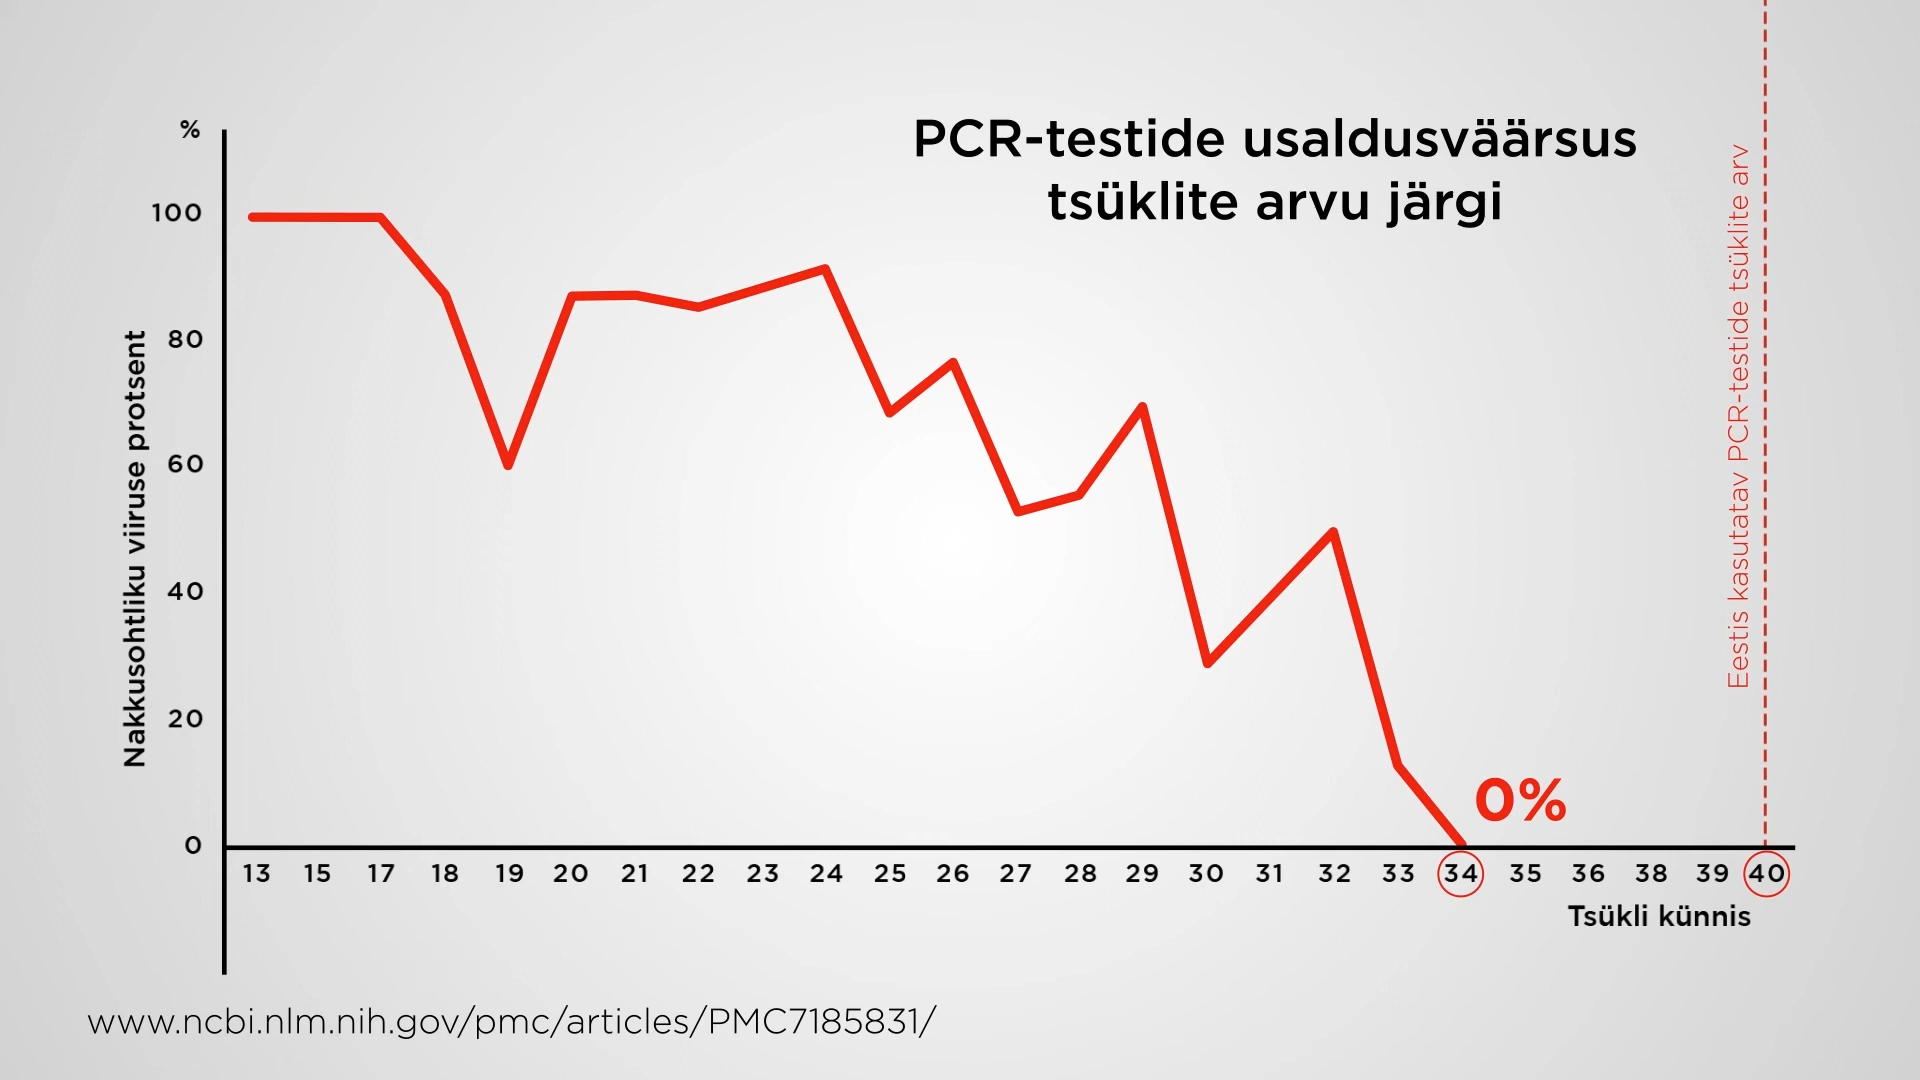 PCR-testide usaldusväärsus
tsüklite arvu järgi
%
100
80
60
40
20
0
Nakkusohtliku viiruse protsent
Eestis kasutatav PCR-testide tsüklite arv
0%
13 15 17 18 19 20 21 22 23 24 25 26 27 28 29 30 31 32 33 34 35 36 38 39 40
Tsükli künnis
www.ncbi.nlm.nih.gov/pmc/articles/PMC7185831/